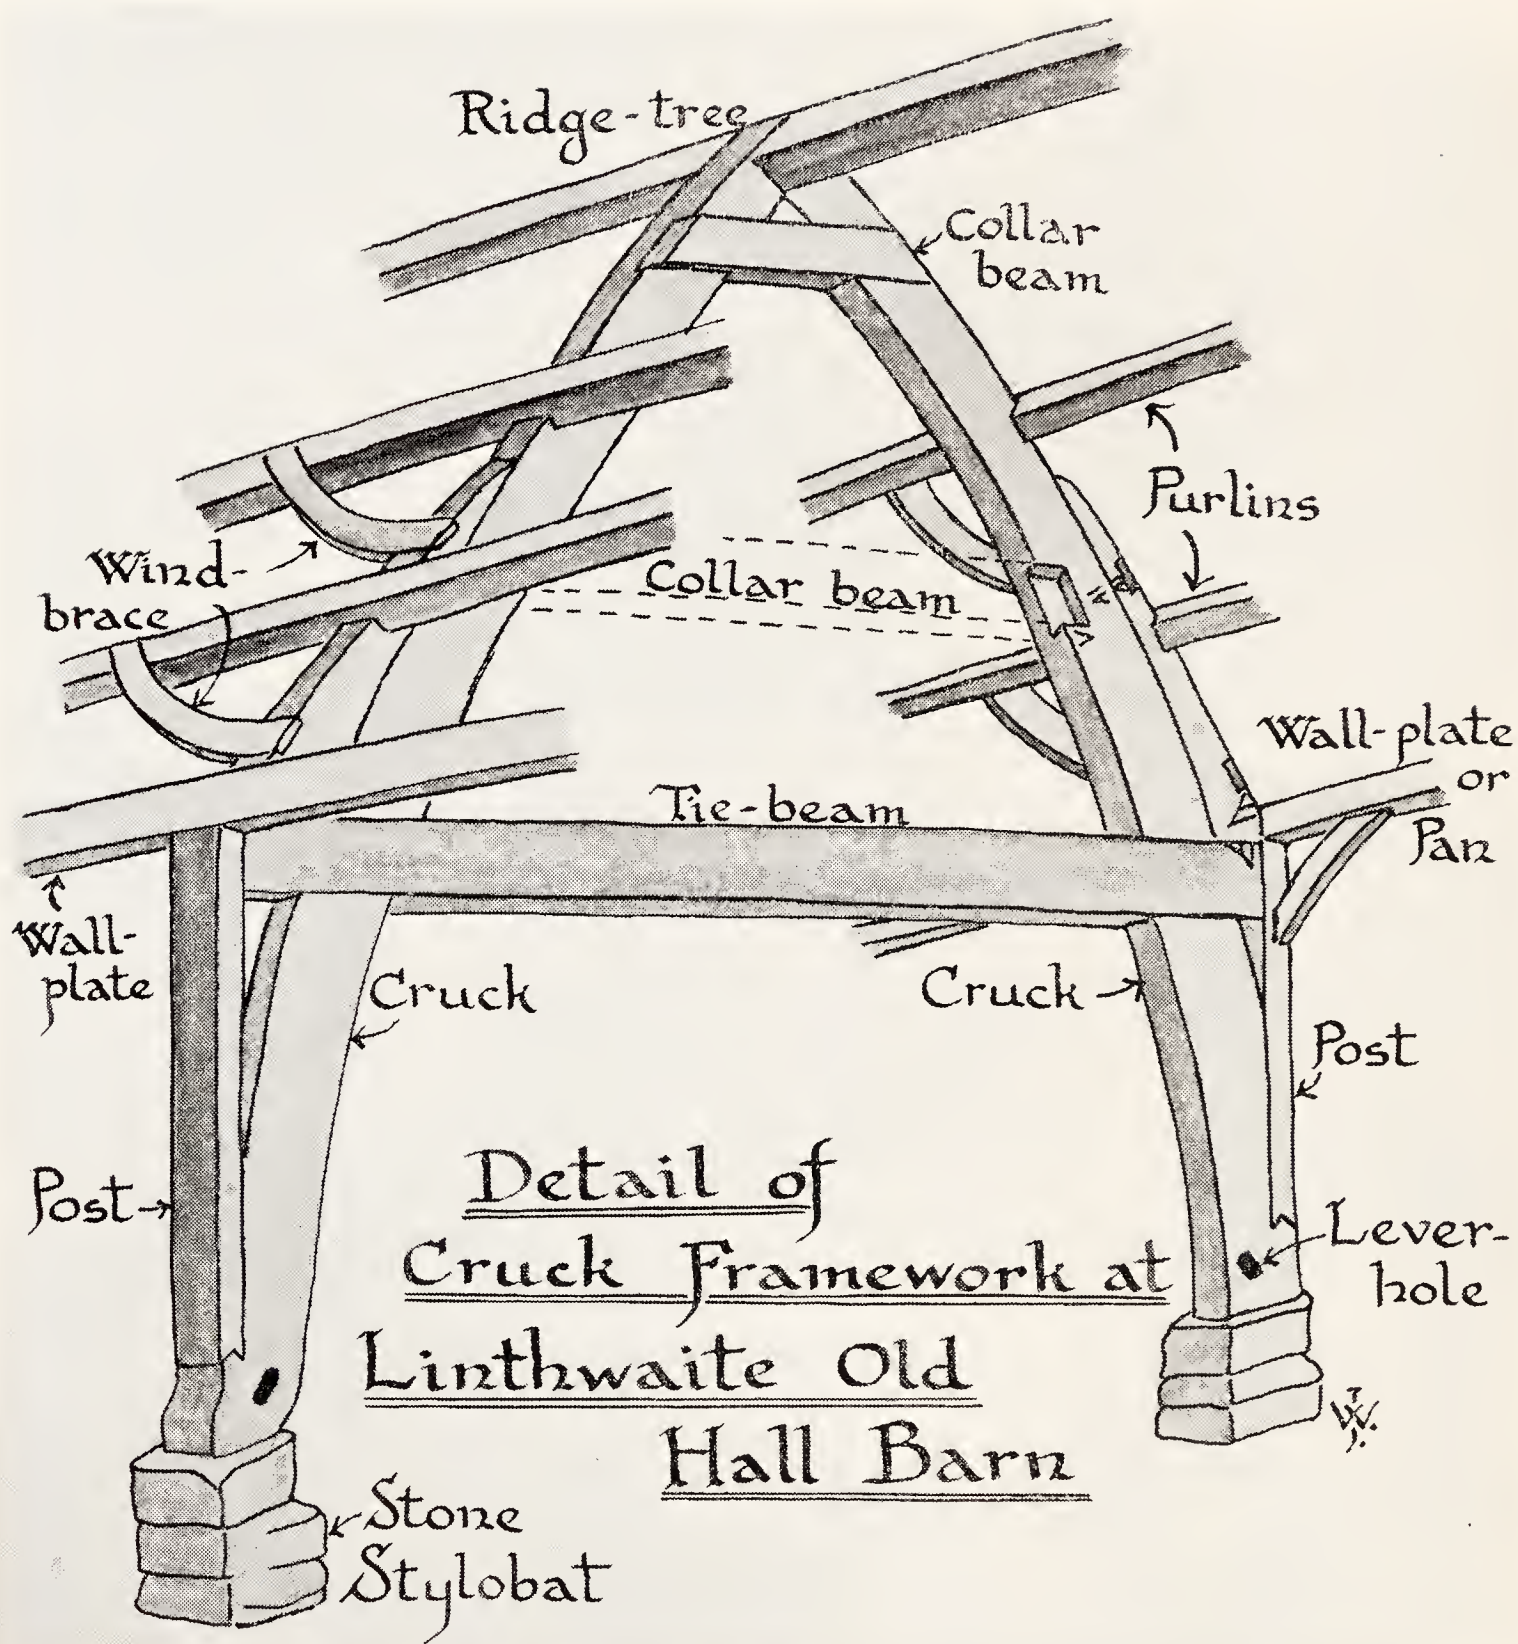 Ridge-tree
Collar
beam
Purlins
Wind-
brace
Collar beam
Wall-plate
or
Pan
Tie-beam
Wall-
plate
Cruck
Cruck
Post
Post
Lever-
hole
Detail of
Cruck Framework at
Linthwaite Old
Hall Barn
Stone
Stylobat